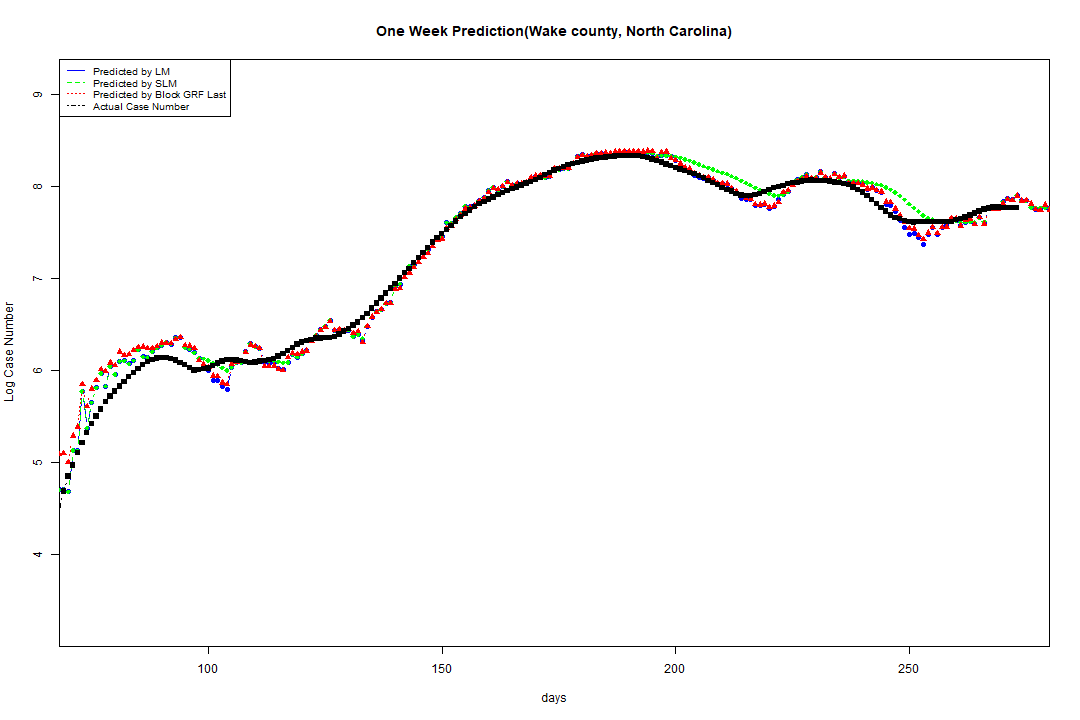 One Week Prediction(Wake county, North Carolina)
Predicted by LM
Predicted by SLM
Predicted by Block GRF Last
Actual Case Number
9
8
7
6
5
4
Log Case Number
100 150 200 250
days